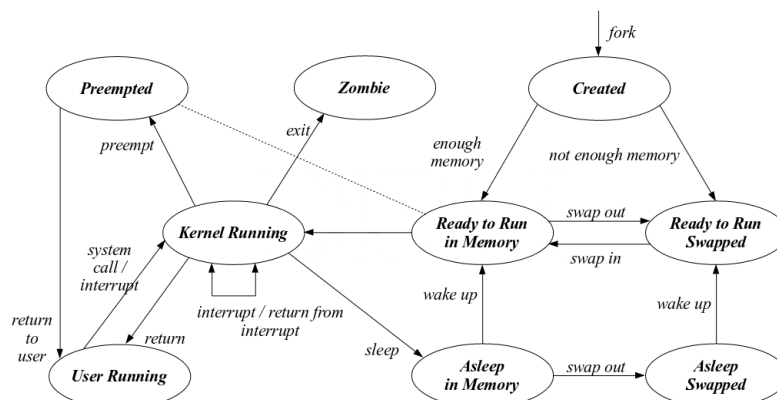 fork
Preempted
Zombie
Created
preempt
exit
enough
memory
not enough memory
Kernel Running
Ready to Run
in Memory
swap out
swap in
Ready to Run
Swapped
system
call /
interrupt
interrupt / return from
interrupt
wake up
wake up
return
to
user
return
sleep
User Running
Asleep
in Memory
swap out
Asleep
Swapped